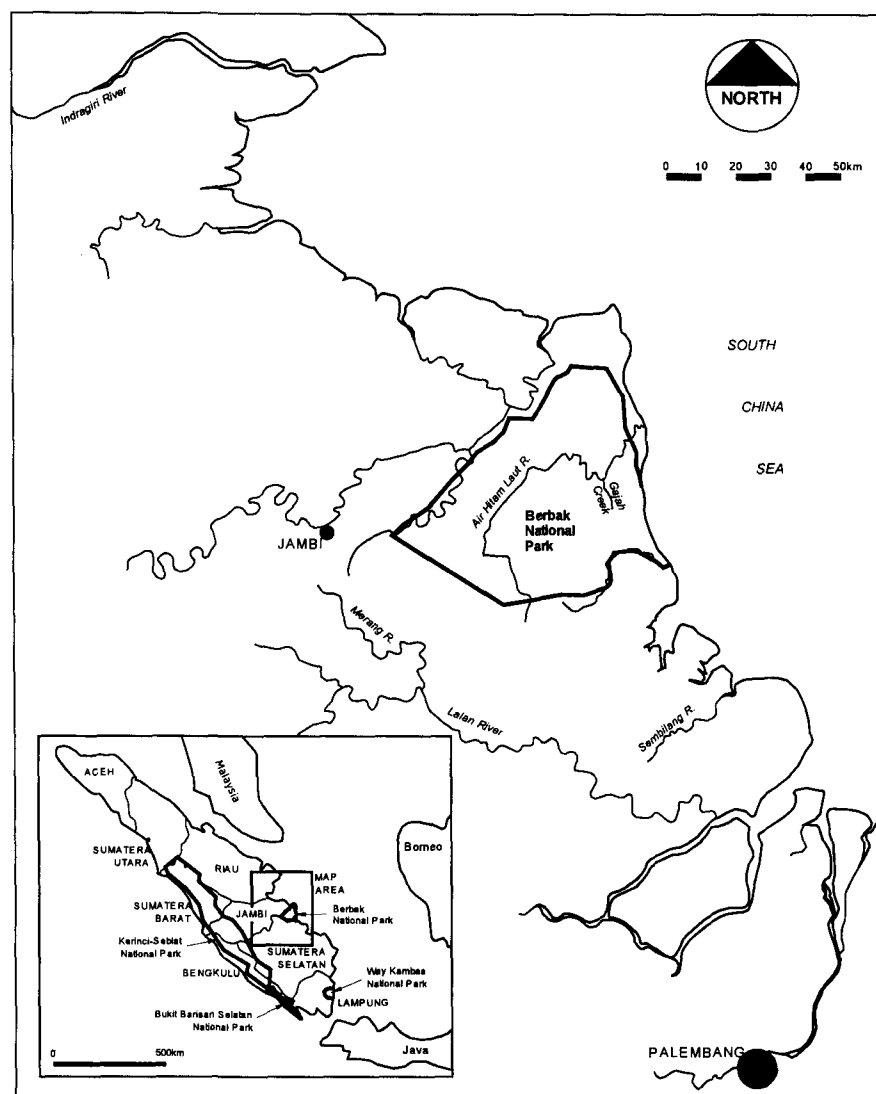 Indragiri River
NORTH
0 10 20 30 40 50km
SOUTH
CHINA
SEA
Air Hitam Laut R.
Gajah
Creek
Berbak
National
Park
JAMBI
Merang R.
Lalan River
Sembilang R.
PALEMBANG
ACEH
Malaysia
SUMATERA
UTARA
RIAU
Borneo
MAP
AREA
SUMATERA
BARAT
JAMBI
Berbak
National Park
Kerinci-Seblat
National Park
SUMATERA
SELATAN
BENGKULU
Way Kambas
National Park
LAMPUNG
Bukit Barisan Selatan
National Park
Java
0 500km